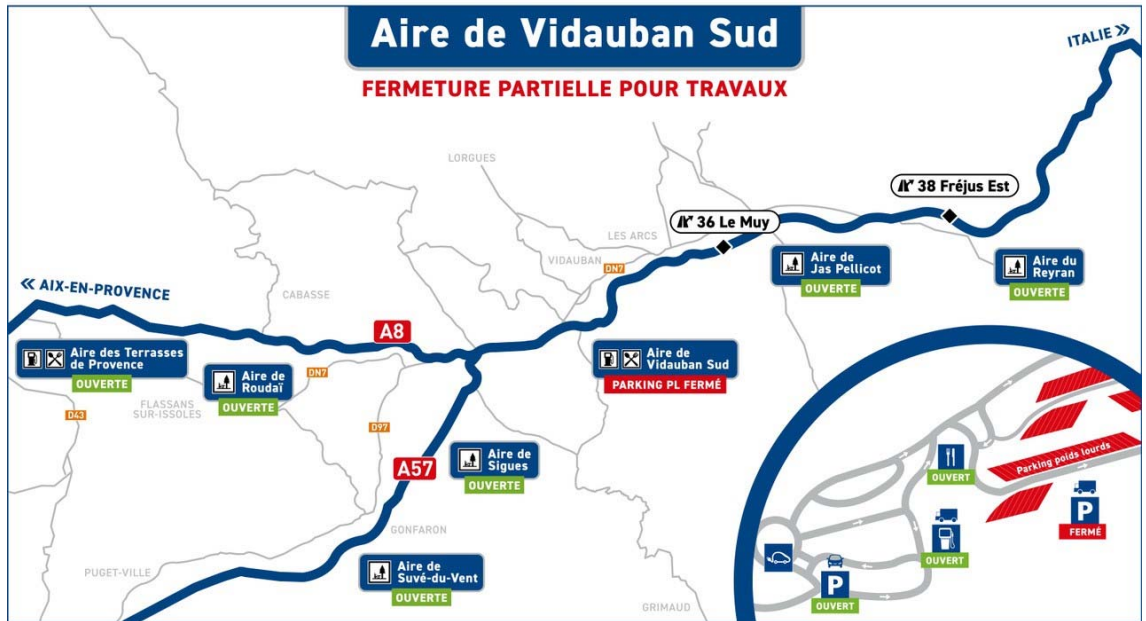 Aire de Vidauban Sud
FERMETURE PARTIELLE POUR TRAVAUX
ITALIE >>
LORGUES
38 Fréjus Est
36 Le Muy
LES ARCS
VIDAUBAN
DN7
Aire de
Jas Pellicot
OUVERTE
Aire du
Reyran
OUVERTE
<< AIX-EN-PROVENCE
CABASSE
A8
Aire des Terrasses
de Provence
OUVERTE
Aire de
Roudaï
OUVERTE
DN7
Aire de
Vidauban Sud
PARKING PL FERMÉ
FLASSANS
SUR-ISSOLES
D43
D97
A57
Aire de
Sigues
OUVERTE
GONFARON
PUGET-VILLE
Aire de
Suvé-du-Vent
OUVERTE
GRIMAUD
Parking poids lourds
OUVERT
P
FERMÉ
OUVERT
P
OUVERT